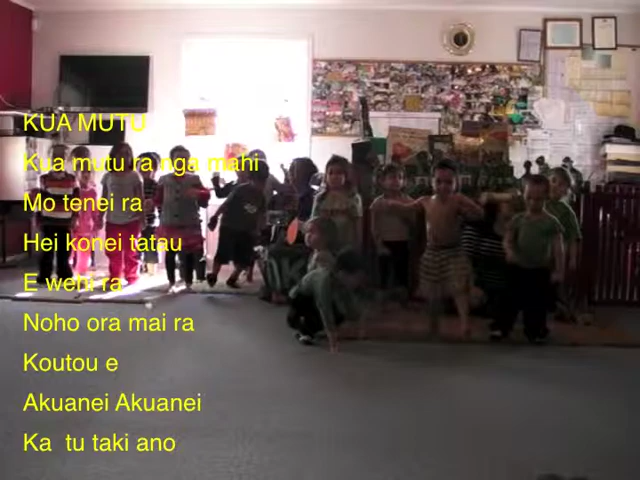 KUA MUTU
Kua mutu ra nga mahi
Mo tenei ra
Hei konei tatau
E wehi ra
Noho ora mai ra
Koutou e
Akuanei Akuanei
Ka  tu taki ano